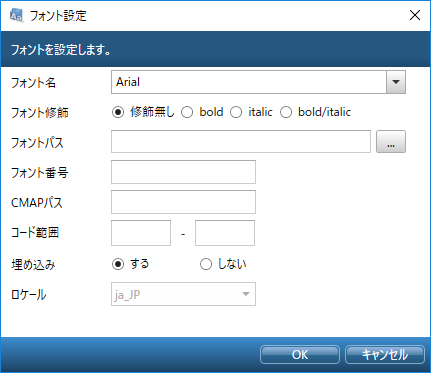 フォント設定
フォントを設定します。
フォント名 Arial
フォント修飾 修飾無し bold italic bold/italic
フォントパス ...
フォント番号
CMAPパス
コード範囲 -
埋め込み する しない
ロケール ja_JP
OK キャンセル